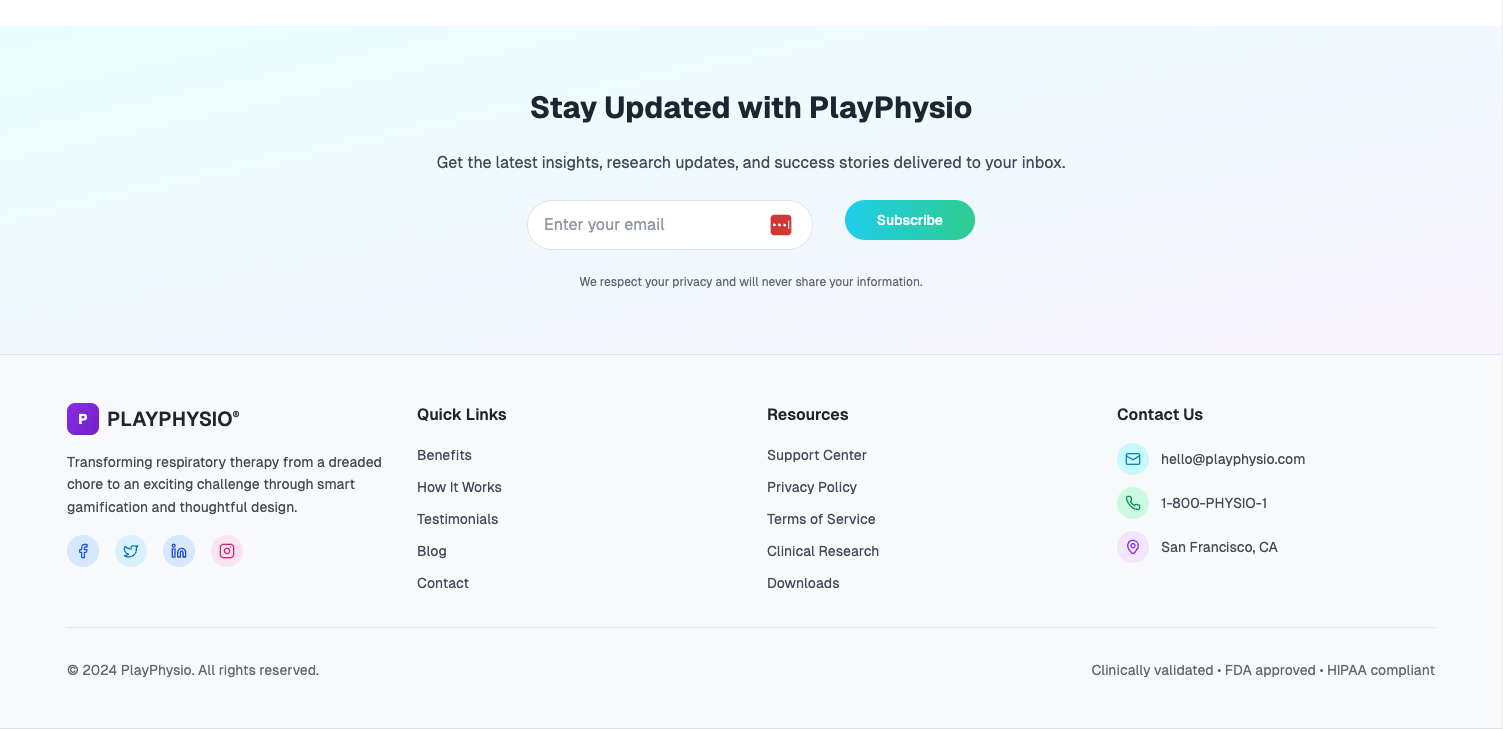 Stay Updated with PlayPhysio
Get the latest insights, research updates, and success stories delivered to your inbox.
Enter your email
Subscribe
We respect your privacy and will never share your information.
P
PLAYPHYSIO®
Transforming respiratory therapy from a dreaded
chore to an exciting challenge through smart
gamification and thoughtful design.
Quick Links
Benefits
How It Works
Testimonials
Blog
Contact
Resources
Support Center
Privacy Policy
Terms of Service
Clinical Research
Downloads
Contact Us
hello@playphysio.com
1-800-PHYSIO-1
San Francisco, CA
© 2024 PlayPhysio. All rights reserved.
Clinically validated • FDA approved • HIPAA compliant